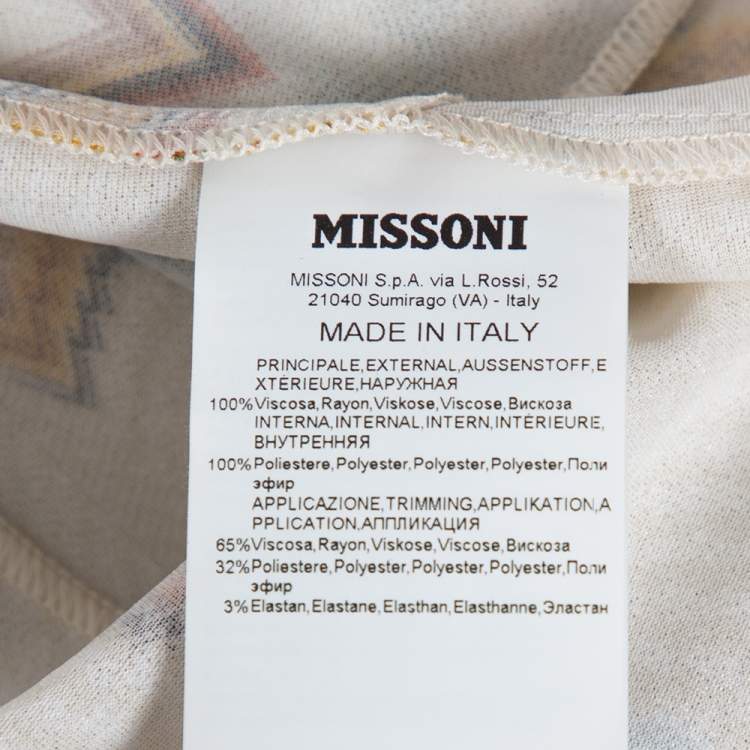 MISSONI
MISSONI S.p.A. via L.Rossi, 52
21040 Sumirago (VA) - Italy
MADE IN ITALY
PRINCIPALE,EXTERNAL,AUSSENSTOFF,E
XTÉRIEURE,НАРУЖНАЯ
100% Viscosa,Rayon,Viskose,Viscose,Вискоза
INTERNA,INTERNAL,INTERN,INTÉRIEURE,
ВНУТРЕННЯЯ
100% Poliestere,Polyester,Polyester,Polyester,Поли
эфир
APPLICAZIONE,TRIMMING,APPLIKATION,A
PPLICATION,АППЛИКАЦИЯ
65% Viscosa,Rayon,Viskose,Viscose,Вискоза
32% Poliestere,Polyester,Polyester,Polyester,Поли
эфир
3% Elastan,Elastane,Elasthan,Elasthanne,Эластан